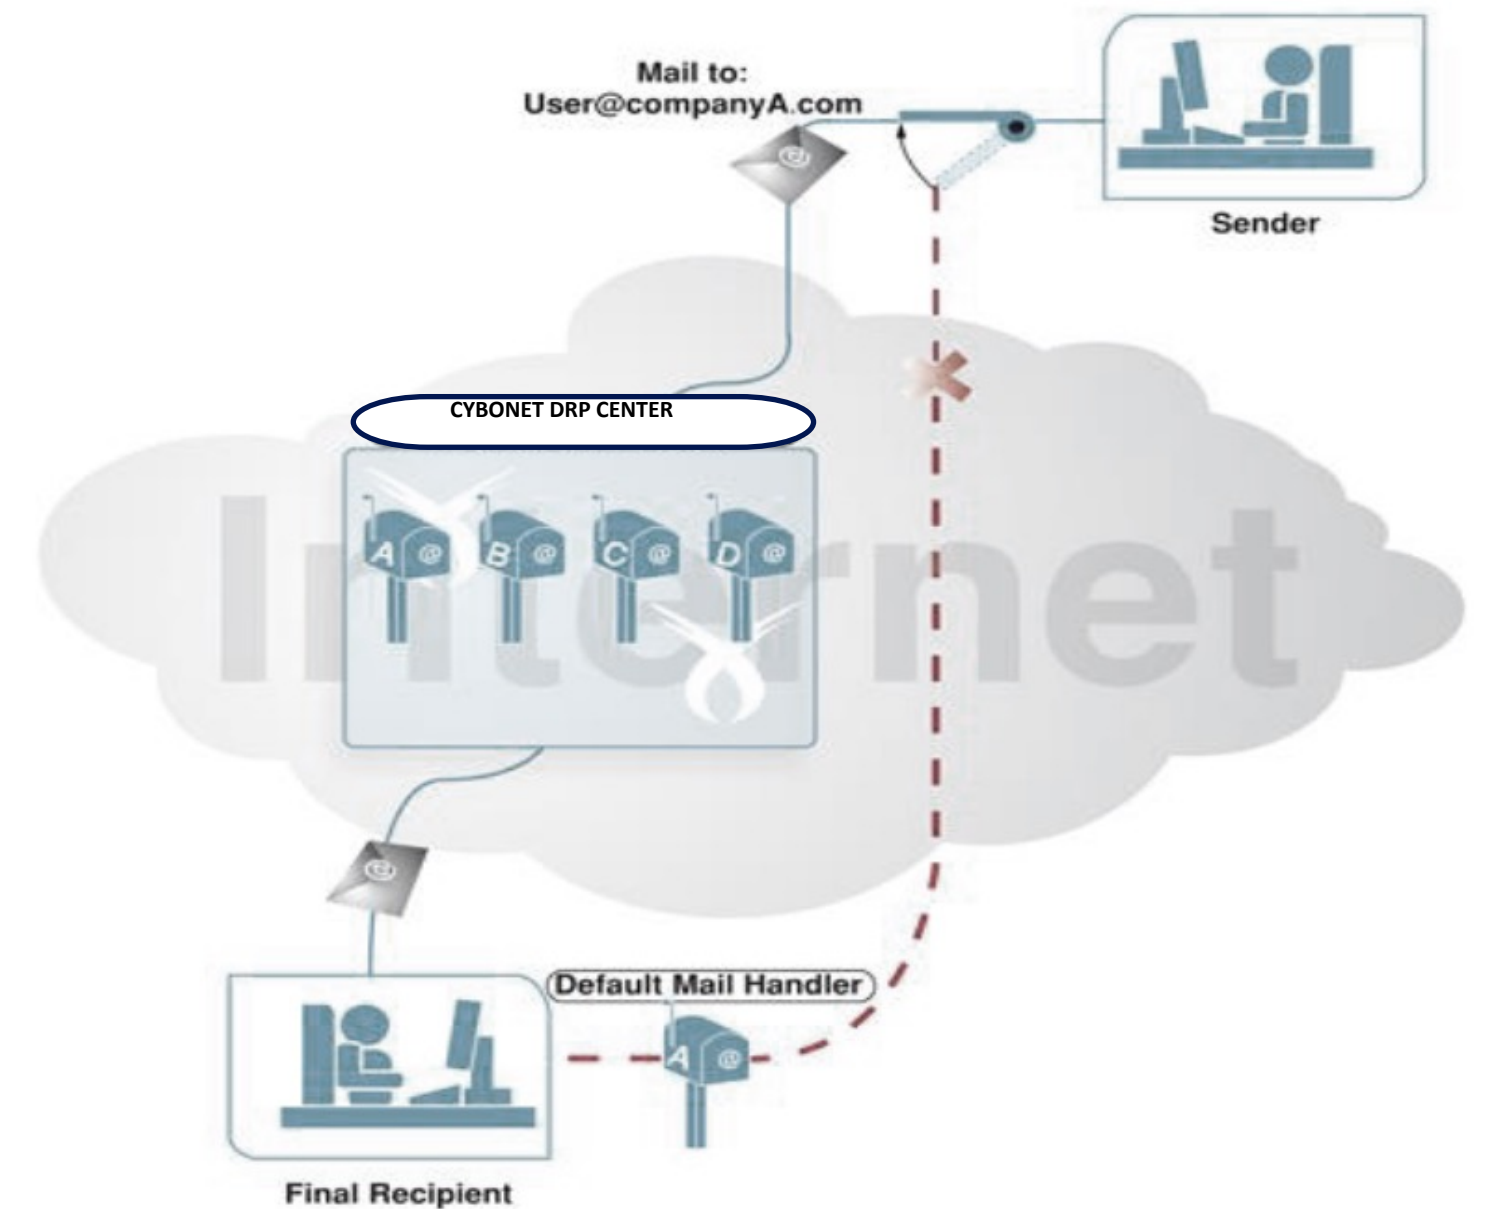 Mail to:
User@companyA.com
Sender
CYBONET DRP CENTER
A @ B @ C @ D @
Internet
Default Mail Handler
A @
Final Recipient